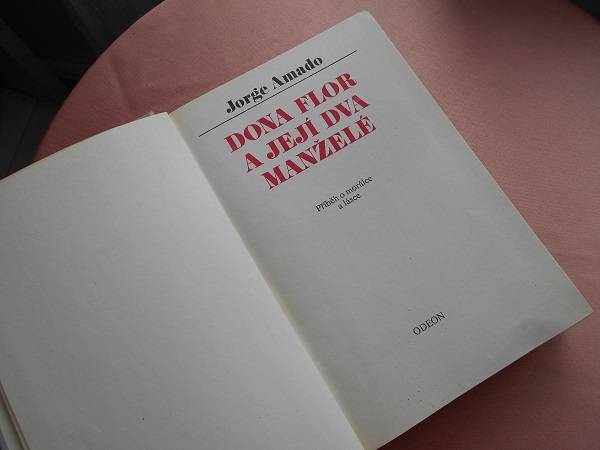 Jorge Amado
DONA FLOR
A JEJÍ DVA
MANŽELÉ
Příběh o morálce
a lásce
ODEON